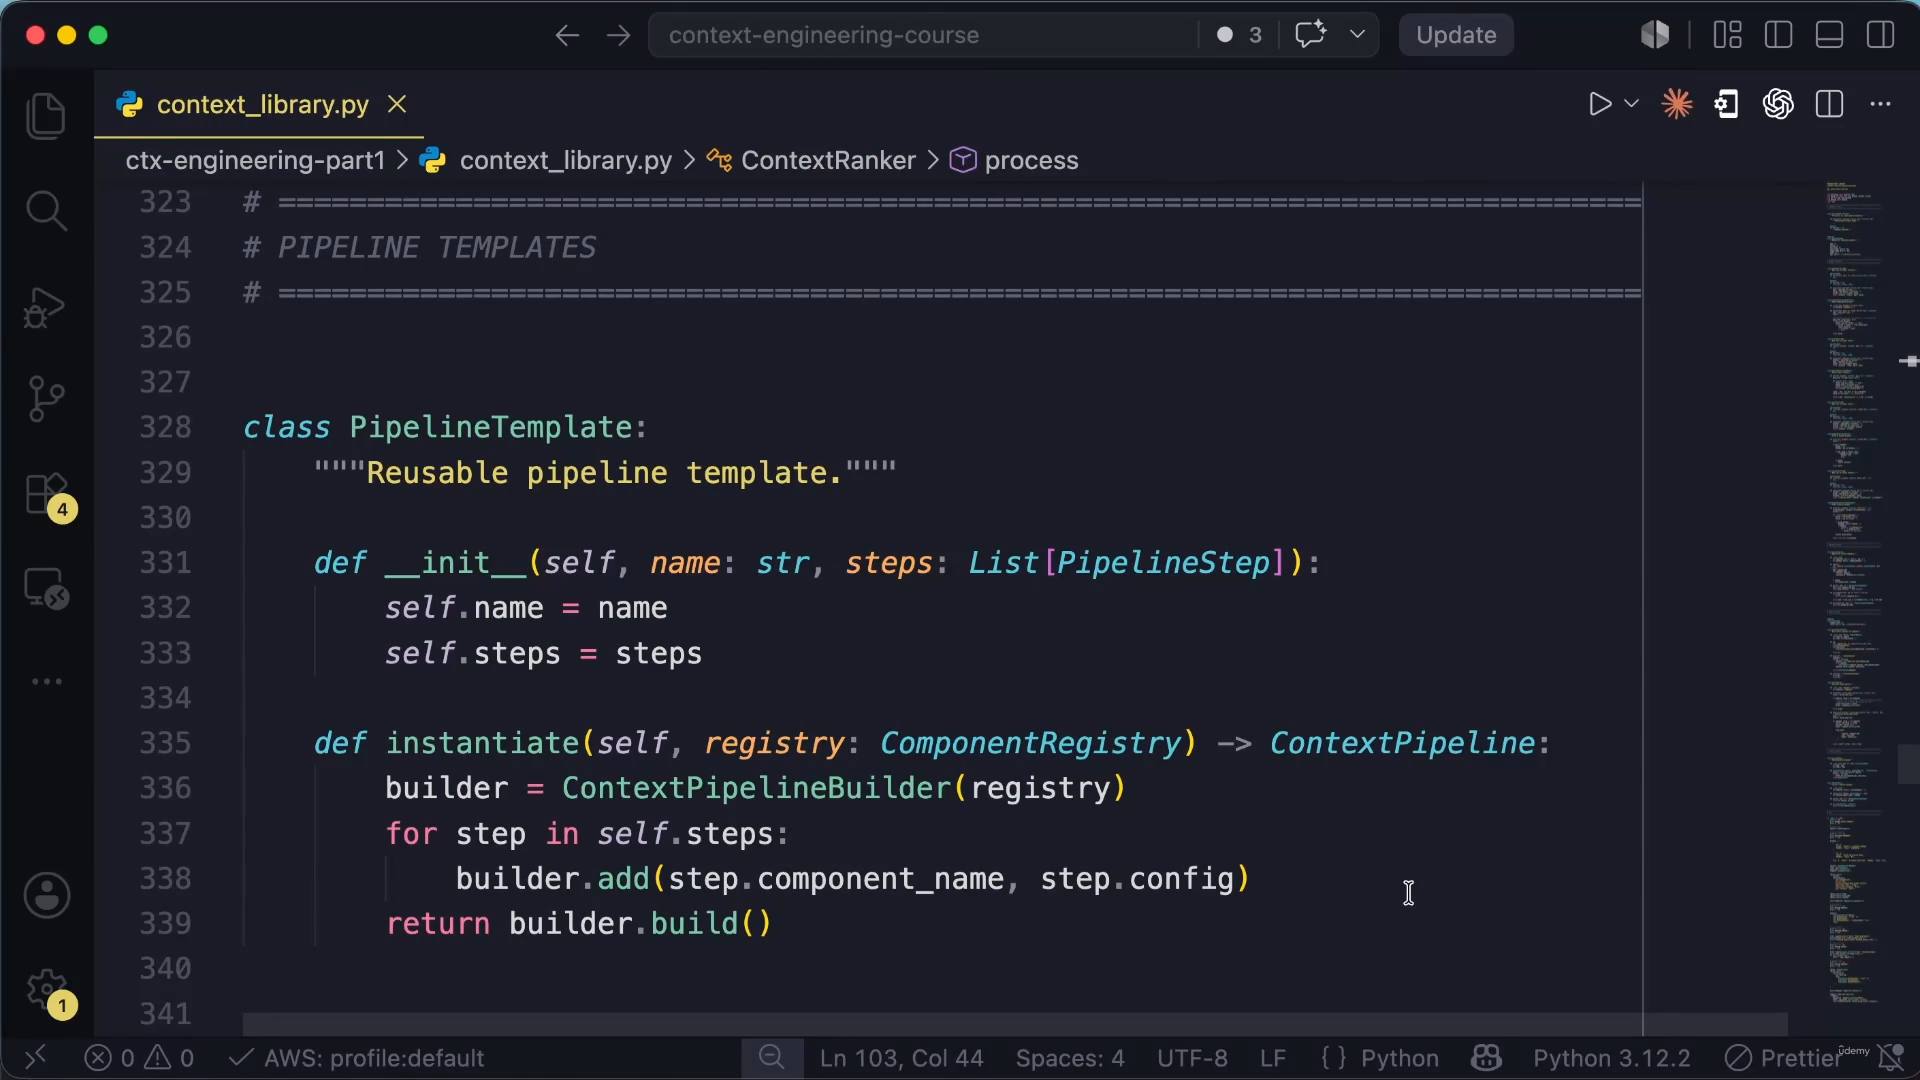 context-engineering-course
3
Update
context_library.py
ctx-engineering-part1 > context_library.py > ContextRanker > process
323 # =============================================================================
324 # PIPELINE TEMPLATES
325 # =============================================================================
326
327
328 class PipelineTemplate:
329 """Reusable pipeline template."""
330
331 def __init__(self, name: str, steps: List[PipelineStep]):
332 self.name = name
333 self.steps = steps
334
335 def instantiate(self, registry: ComponentRegistry) -> ContextPipeline:
336 builder = ContextPipelineBuilder(registry)
337 for step in self.steps:
338 builder.add(step.component_name, step.config)
339 return builder.build()
340
341
4
1
0 0 AWS: profile:default Ln 103, Col 44 Spaces: 4 UTF-8 LF { } Python Python 3.12.2 Prettier
udemy